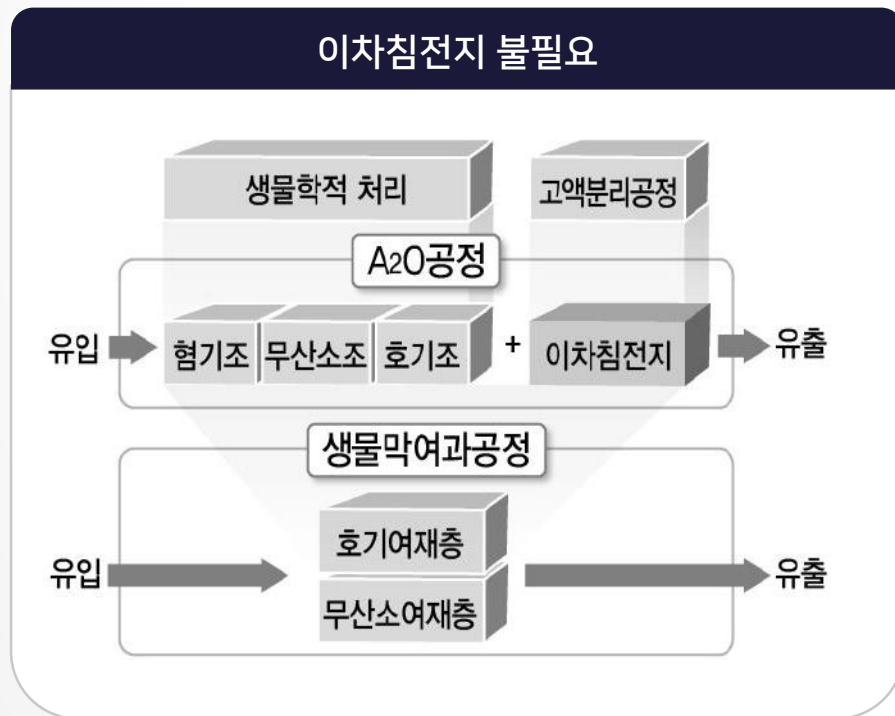 이차침전지 불필요
생물학적 처리
고액분리공정
A2O공정
유입
혐기조
무산소조
호기조
+
이차침전지
유출
생물막여과공정
유입
호기여재층
무산소여재층
유출